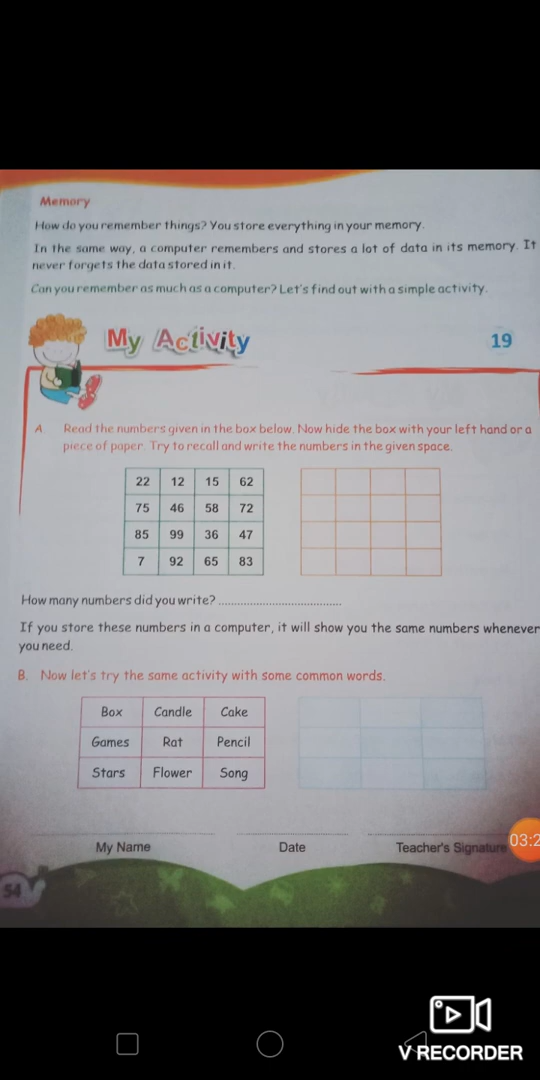 Memory
How do you remember things? You store everything in your memory.
In the same way, a computer remembers and stores a lot of data in its memory. It
never forgets the data stored in it.
Can you remember as much as a computer? Let's find out with a simple activity.
My Activity
19
A Read the numbers given in the box below. Now hide the box with your left hand or a
piece of paper. Try to recall and write the numbers in the given space.
22 12 15 62
75 46 58 72
85 99 36 47
7 92 65 83
How many numbers did you write? ......................................
If you store these numbers in a computer, it will show you the same numbers whenever
you need.
B. Now let's try the same activity with some common words.
Box Candle Cake
Games Rat Pencil
Stars Flower Song
My Name Date Teacher's Signature
03:2
54
V RECORDER